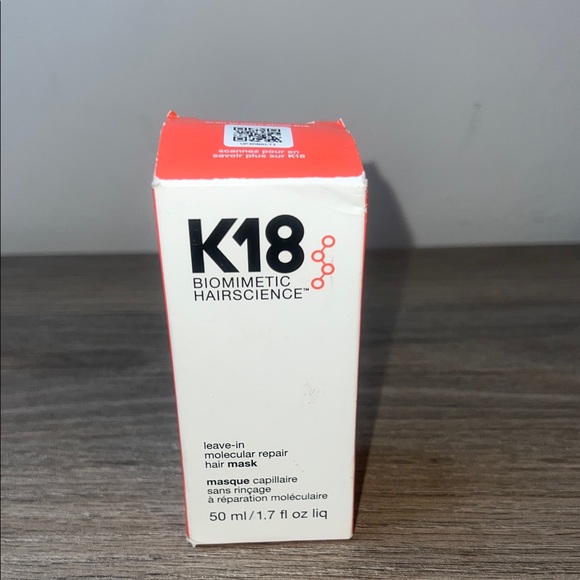 scannez pour en
savoir plus sur K18
K18
BIOMIMETIC
HAIRSCIENCE™
leave-in
molecular repair
hair mask
masque capillaire
sans rinçage
à réparation moléculaire
50 ml/1.7 fl oz liq